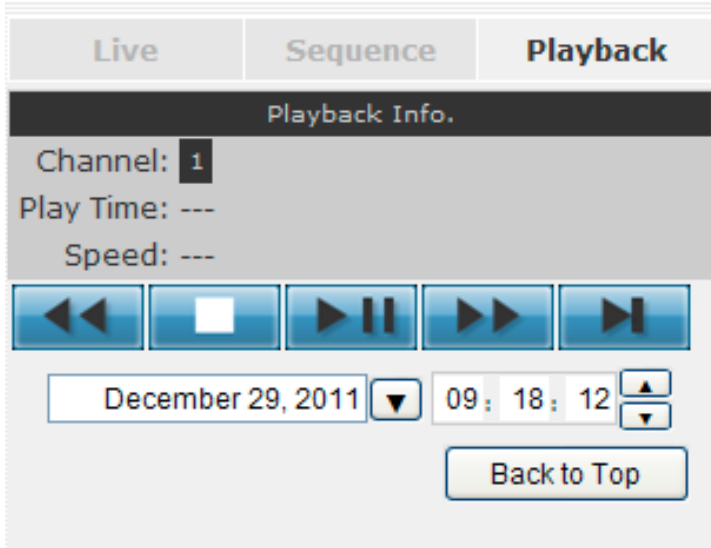 Live Sequence Playback
Playback Info.
Channel: 1
Play Time: ---
Speed: ---
December 29, 2011 09 : 18 : 12
Back to Top